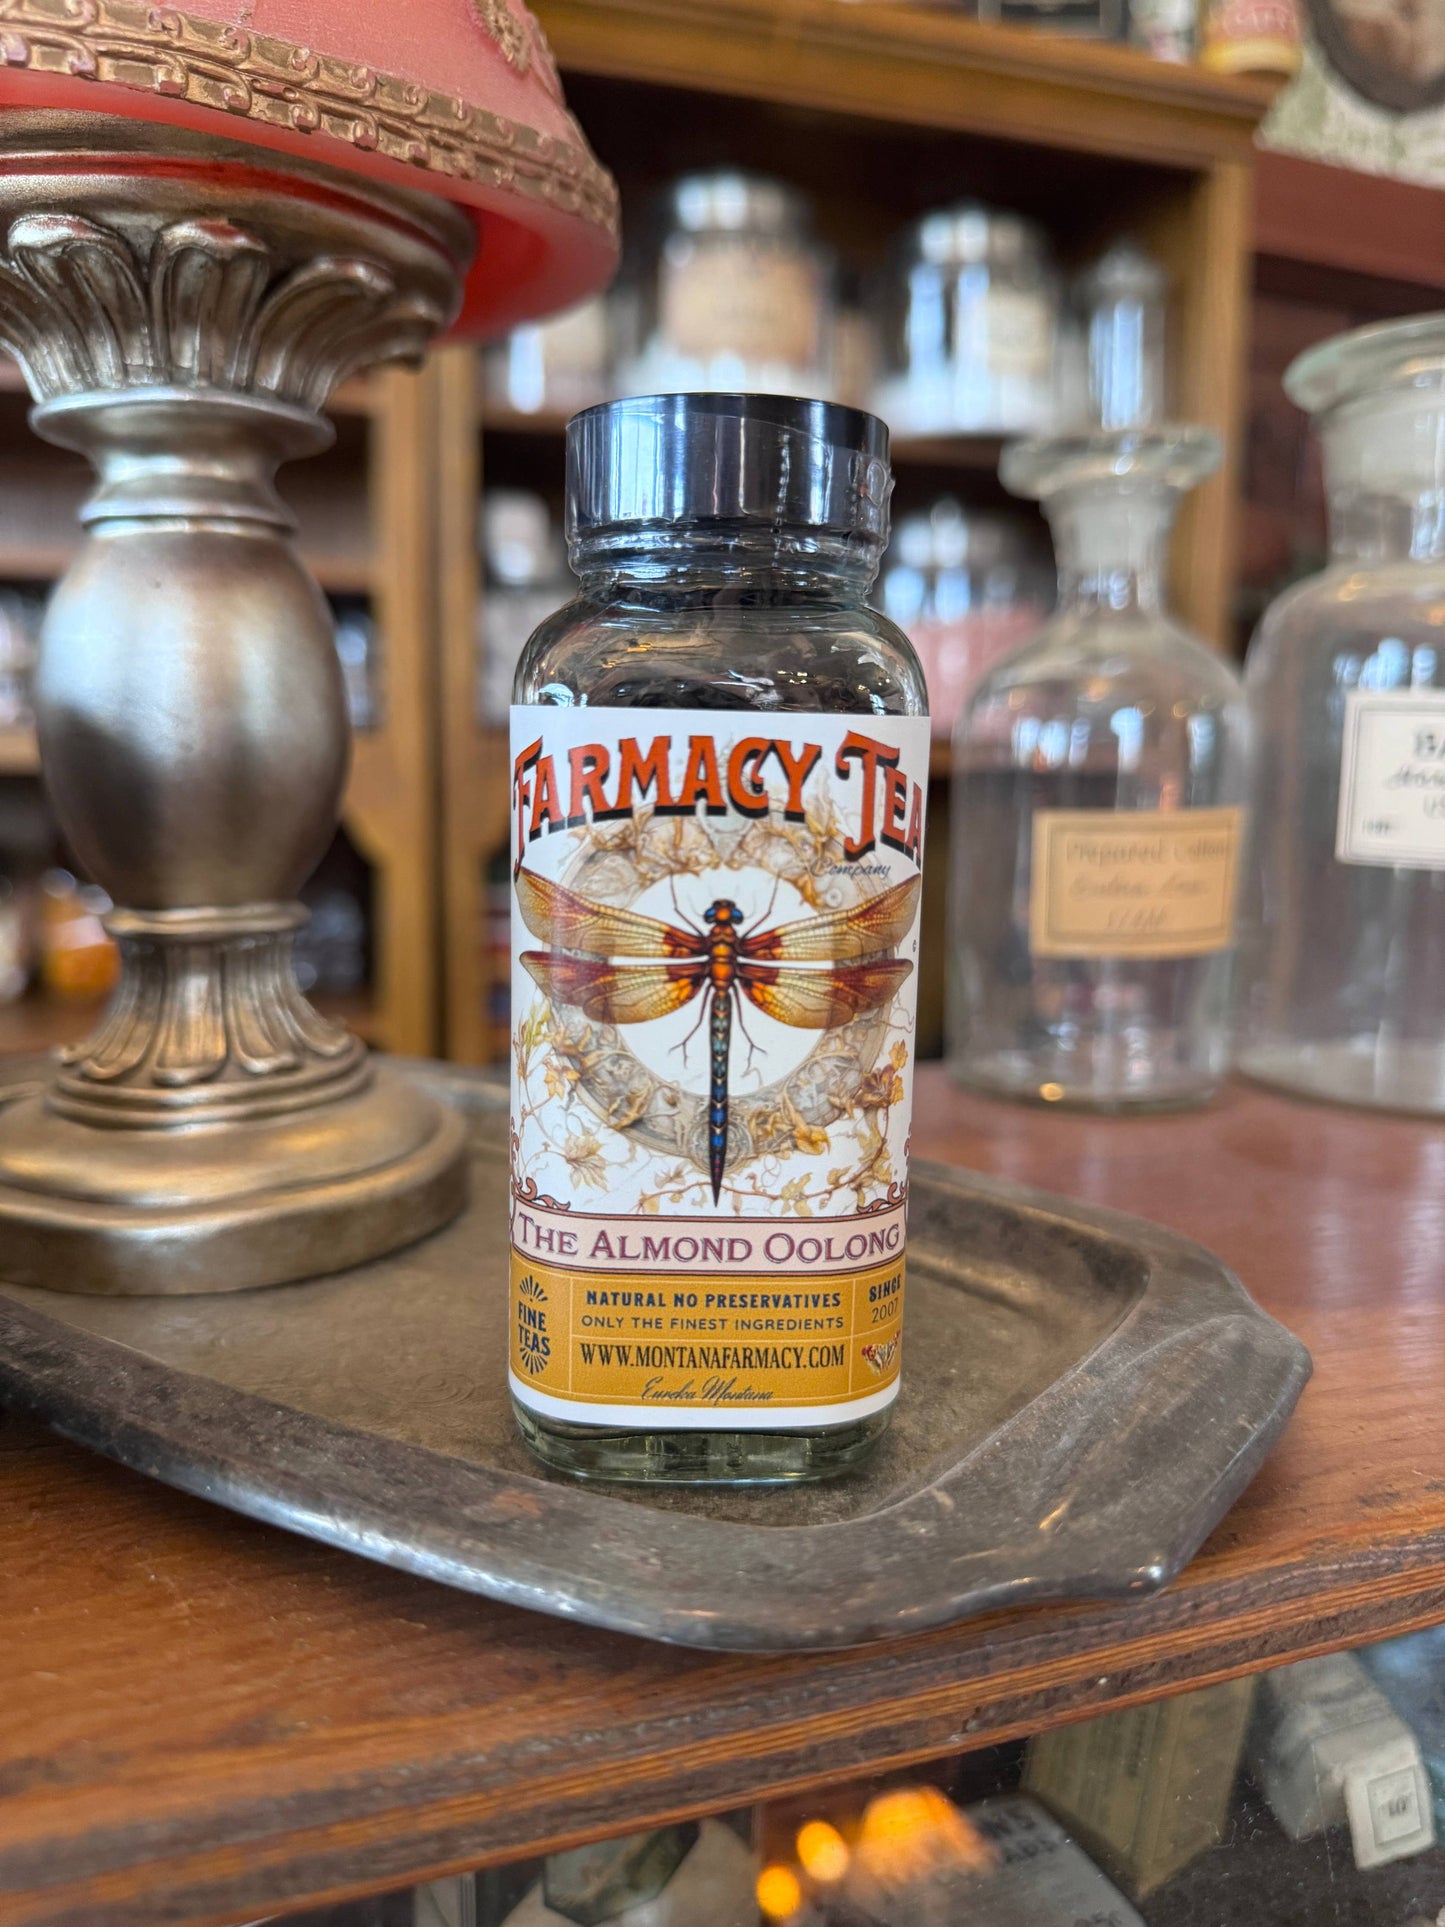 FARMACY TEA
Company
THE ALMOND OOLONG
FINE
TEAS
NATURAL NO PRESERVATIVES
ONLY THE FINEST INGREDIENTS
WWW.MONTANAFARMACY.COM
Eureka Montana
SINCE
2007
Prepared